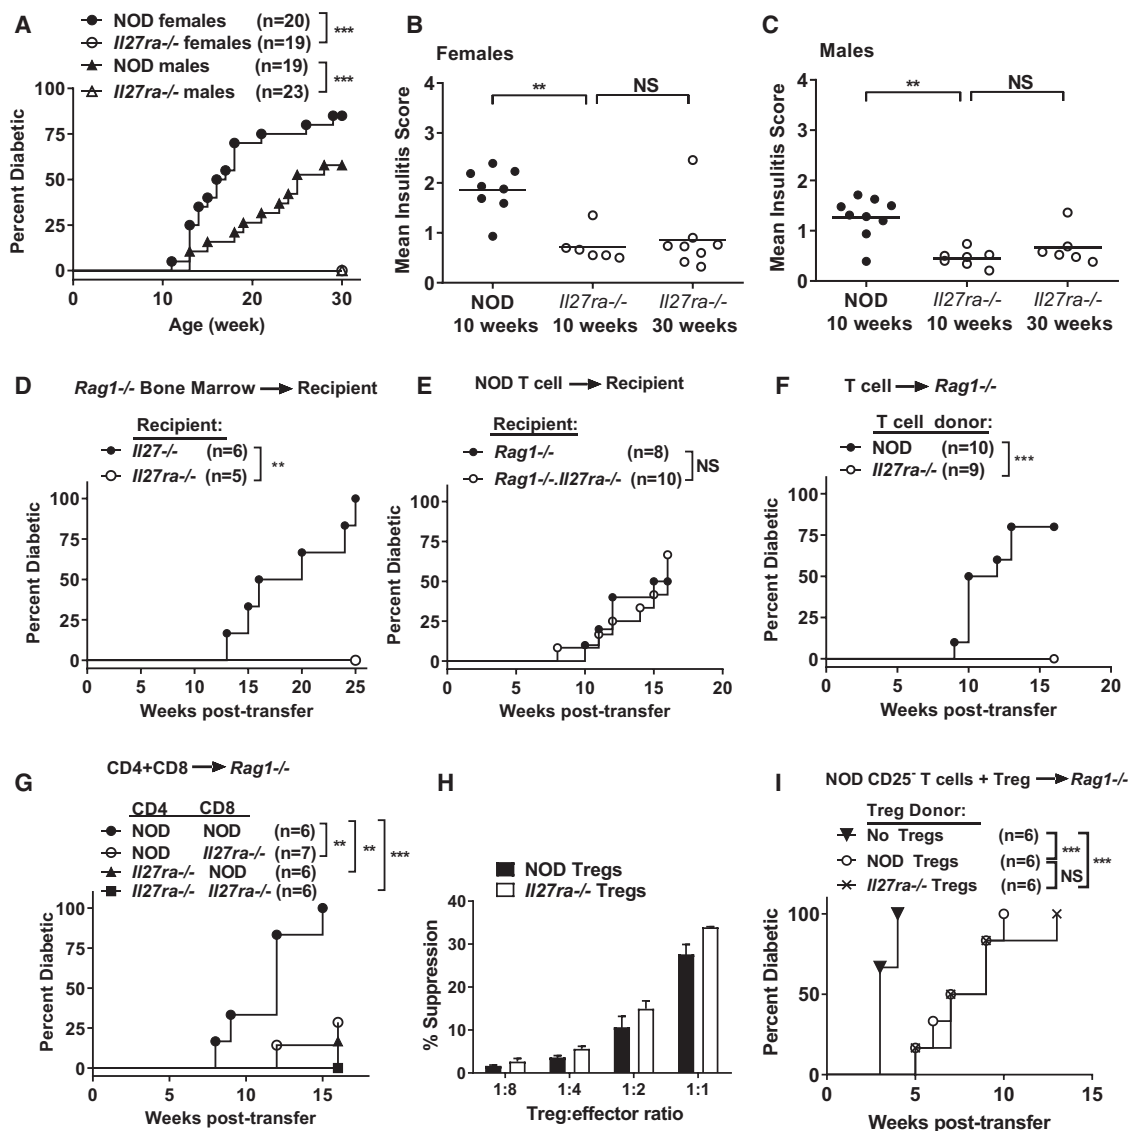 A
NOD females (n=20)
Il27ra-/- females (n=19)
***
NOD males (n=19)
Il27ra-/- males (n=23)
***
Percent Diabetic
100
75
50
25
0
0 10 20 30
Age (week)
B
Females
** NS
Mean Insulitis Score
4
3
2
1
0
NOD Il27ra-/- Il27ra-/-
10 weeks 10 weeks 30 weeks
C
Males
** NS
Mean Insulitis Score
4
3
2
1
0
NOD Il27ra-/- Il27ra-/-
10 weeks 10 weeks 30 weeks
D
Rag1-/- Bone Marrow → Recipient
Recipient:
Il27-/- (n=6)
Il27ra-/- (n=5)
**
Percent Diabetic
100
75
50
25
0
0 5 10 15 20 25
Weeks post-transfer
E
NOD T cell → Recipient
Recipient:
Rag1-/- (n=8)
Rag1-/-.Il27ra-/- (n=10)
NS
Percent Diabetic
100
75
50
25
0
0 5 10 15 20
Weeks post-transfer
F
T cell → Rag1-/-
T cell donor:
NOD (n=10)
Il27ra-/- (n=9)
***
Percent Diabetic
100
75
50
25
0
0 5 10 15 20
Weeks post-transfer
G
CD4+CD8 → Rag1-/-
CD4 CD8
NOD NOD (n=6)
NOD Il27ra-/- (n=7)
Il27ra-/- NOD (n=6)
Il27ra-/- Il27ra-/- (n=6)
** ** ***
Percent Diabetic
100
75
50
25
0
0 5 10 15
Weeks post-transfer
H
NOD Tregs
Il27ra-/- Tregs
% Suppression
40
30
20
10
0
1:8 1:4 1:2 1:1
Treg:effector ratio
I
NOD CD25- T cells + Treg → Rag1-/-
Treg Donor:
No Tregs (n=6)
NOD Tregs (n=6)
Il27ra-/- Tregs (n=6)
*** NS ***
Percent Diabetic
100
50
0
0 5 10 15
Weeks post-transfer